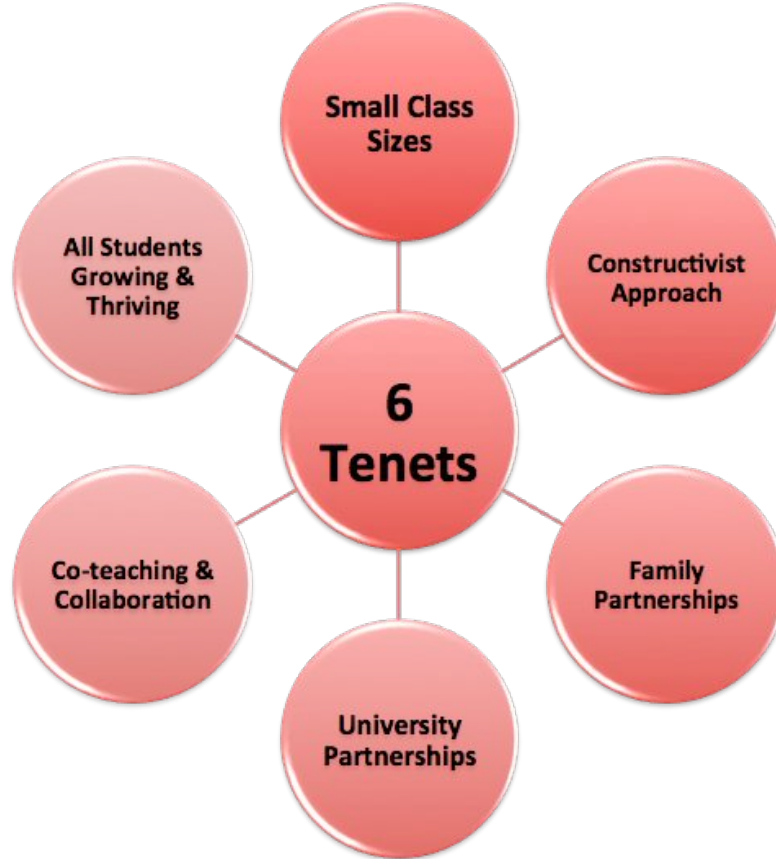 Small Class
Sizes
All Students
Growing &
Thriving
Constructivist
Approach
6
Tenets
Co-teaching &
Collaboration
Family
Partnerships
University
Partnerships